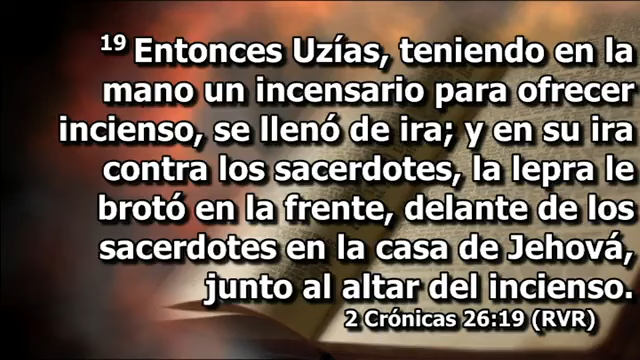 19 Entonces Uzías, teniendo en la
mano un incensario para ofrecer
incienso, se llenó de ira; y en su ira
contra los sacerdotes, la lepra le
brotó en la frente, delante de los
sacerdotes en la casa de Jehová,
junto al altar del incienso.
2 Crónicas 26:19 (RVR)